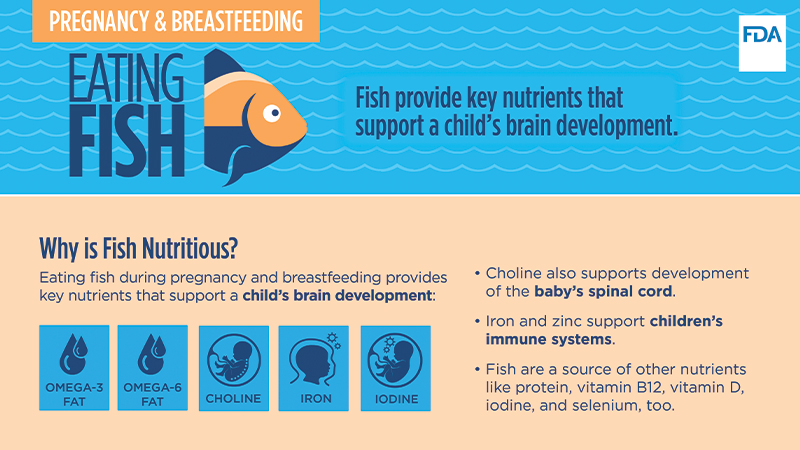 PREGNANCY & BREASTFEEDING
FDA
EATING
FISH
Fish provide key nutrients that
support a child's brain development.
Why is Fish Nutritious?
Eating fish during pregnancy and breastfeeding provides
key nutrients that support a child's brain development:
OMEGA-3
FAT
OMEGA-6
FAT
CHOLINE
IRON
IODINE
• Choline also supports development
of the baby's spinal cord.
• Iron and zinc support children's
immune systems.
• Fish are a source of other nutrients
like protein, vitamin B12, vitamin D,
iodine, and selenium, too.